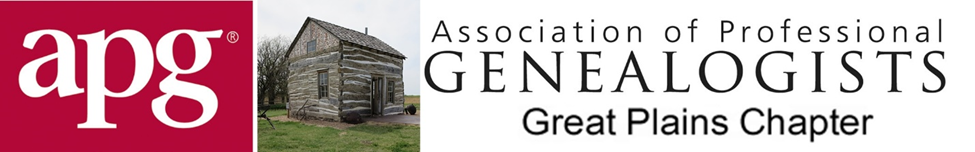 apg®
Association of Professional
GENEALOGISTS
Great Plains Chapter